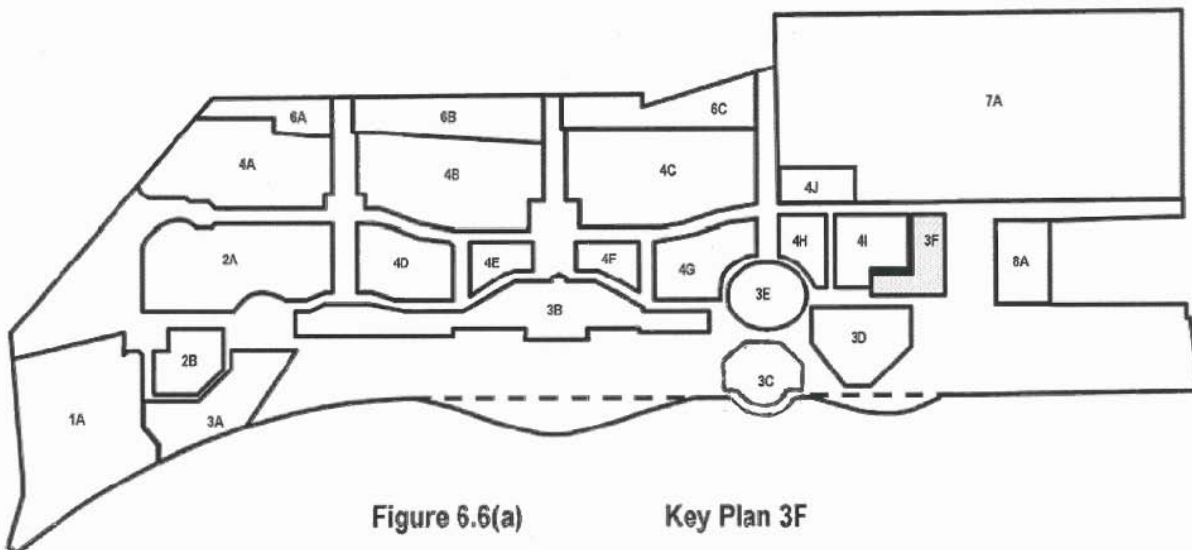 7A
6A
6B
6C
4A
4B
4C
4J
2A
4D
4E
4F
4G
4H
4I
3F
8A
3B
3E
3D
2B
3C
1A
3A
Figure 6.6(a) Key Plan 3F